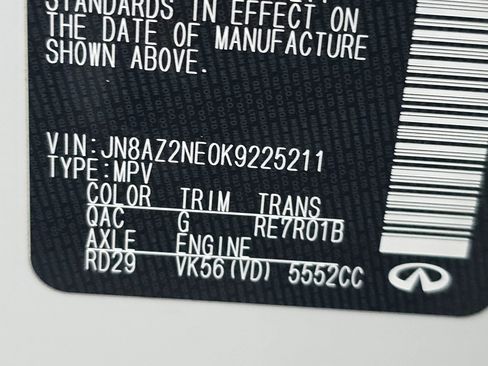 STANDARDS IN EFFECT ON
THE DATE OF MANUFACTURE
SHOWN ABOVE.
VIN:JN8AZ2NE0K9225211
TYPE:MPV
COLOR TRIM TRANS
QAC G RE7R01B
AXLE ENGINE
RD29 VK56(VD) 5552CC